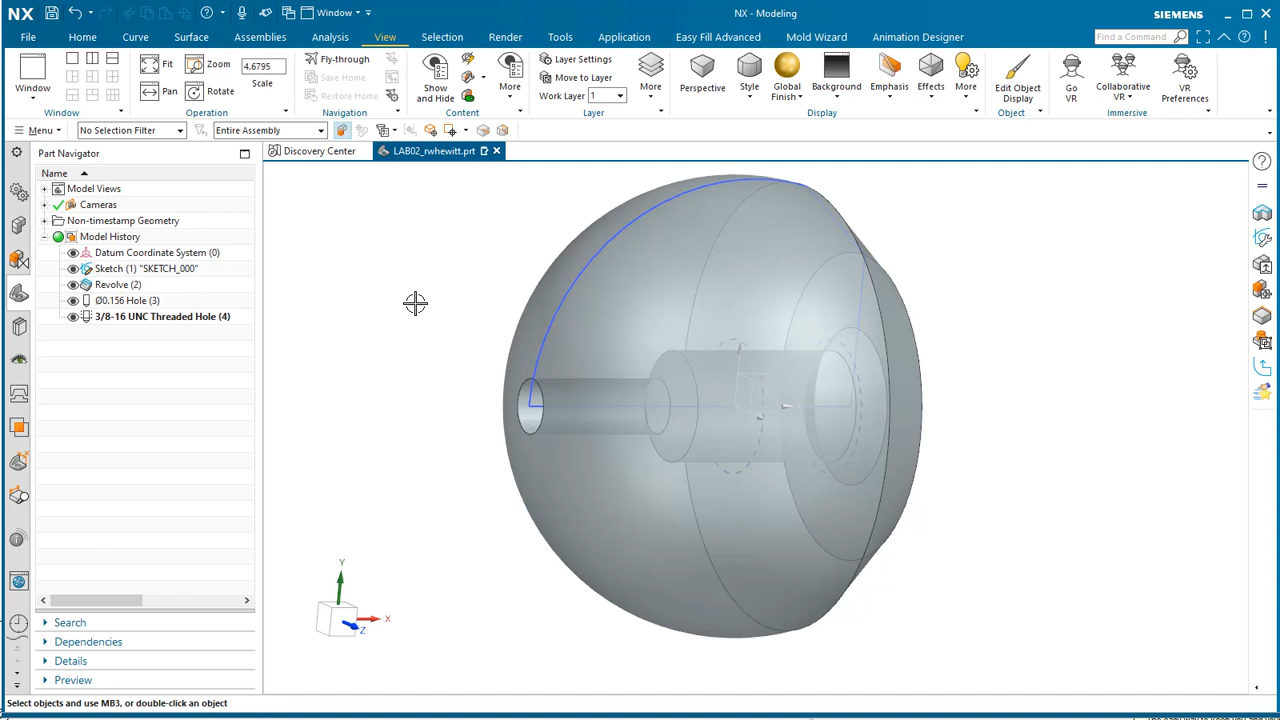 NX Window NX - Modeling SIEMENS
File Home Curve Surface Assemblies Analysis View Selection Render Tools Application Easy Fill Advanced Mold Wizard Animation Designer Find a Command
Window
Fit Zoom 4.6795
Pan Rotate Scale
Fly-through
Save Home
Restore Home
Show and Hide
More
Layer Settings
Move to Layer
Work Layer 1
More
Perspective Style Global Finish Background Emphasis Effects More
Edit Object Display
Go VR Collaborative VR VR Preferences
Window Operation Navigation Content Layer Display Object Immersive
Menu No Selection Filter Entire Assembly
Part Navigator Discovery Center LAB02_rwhewitt.prt
Name
Model Views
Cameras
Non-timestamp Geometry
Model History
Datum Coordinate System (0)
Sketch (1) "SKETCH_000"
Revolve (2)
Ø0.156 Hole (3)
3/8-16 UNC Threaded Hole (4)
Y
X
Z
Search
Dependencies
Details
Preview
Select objects and use MB3, or double-click an object